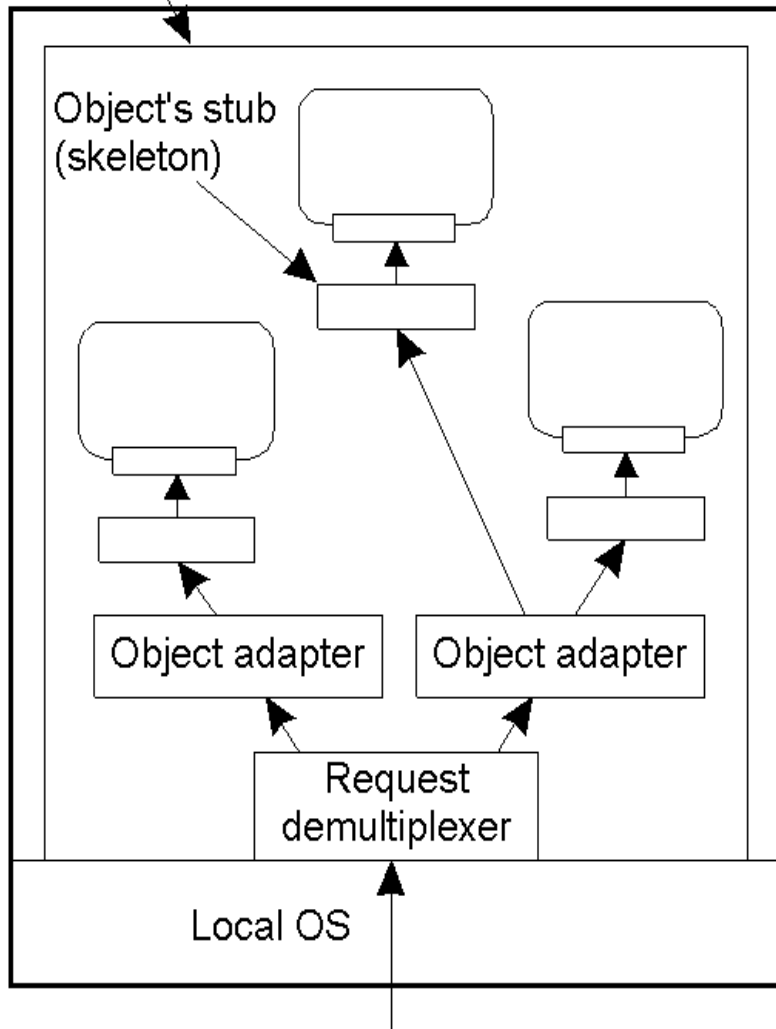 Object's stub
(skeleton)
Object adapter
Object adapter
Request
demultiplexer
Local OS